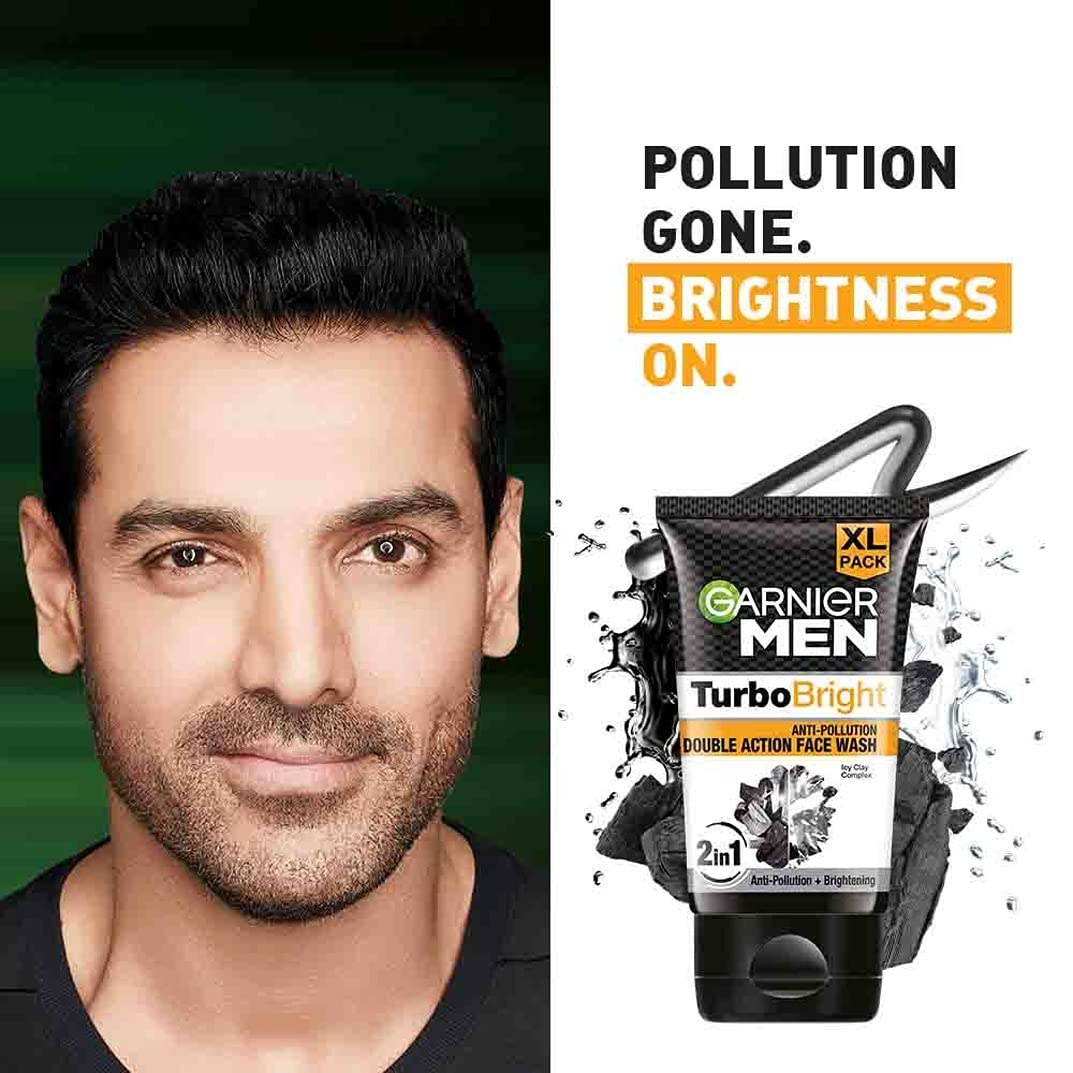 POLLUTION
GONE.
BRIGHTNESS
ON.
XL
PACK
GARNIER
MEN
TurboBright
ANTI-POLLUTION
DOUBLE ACTION FACE WASH
Icy Clay
Complex
2in1
Anti-Pollution + Brightening